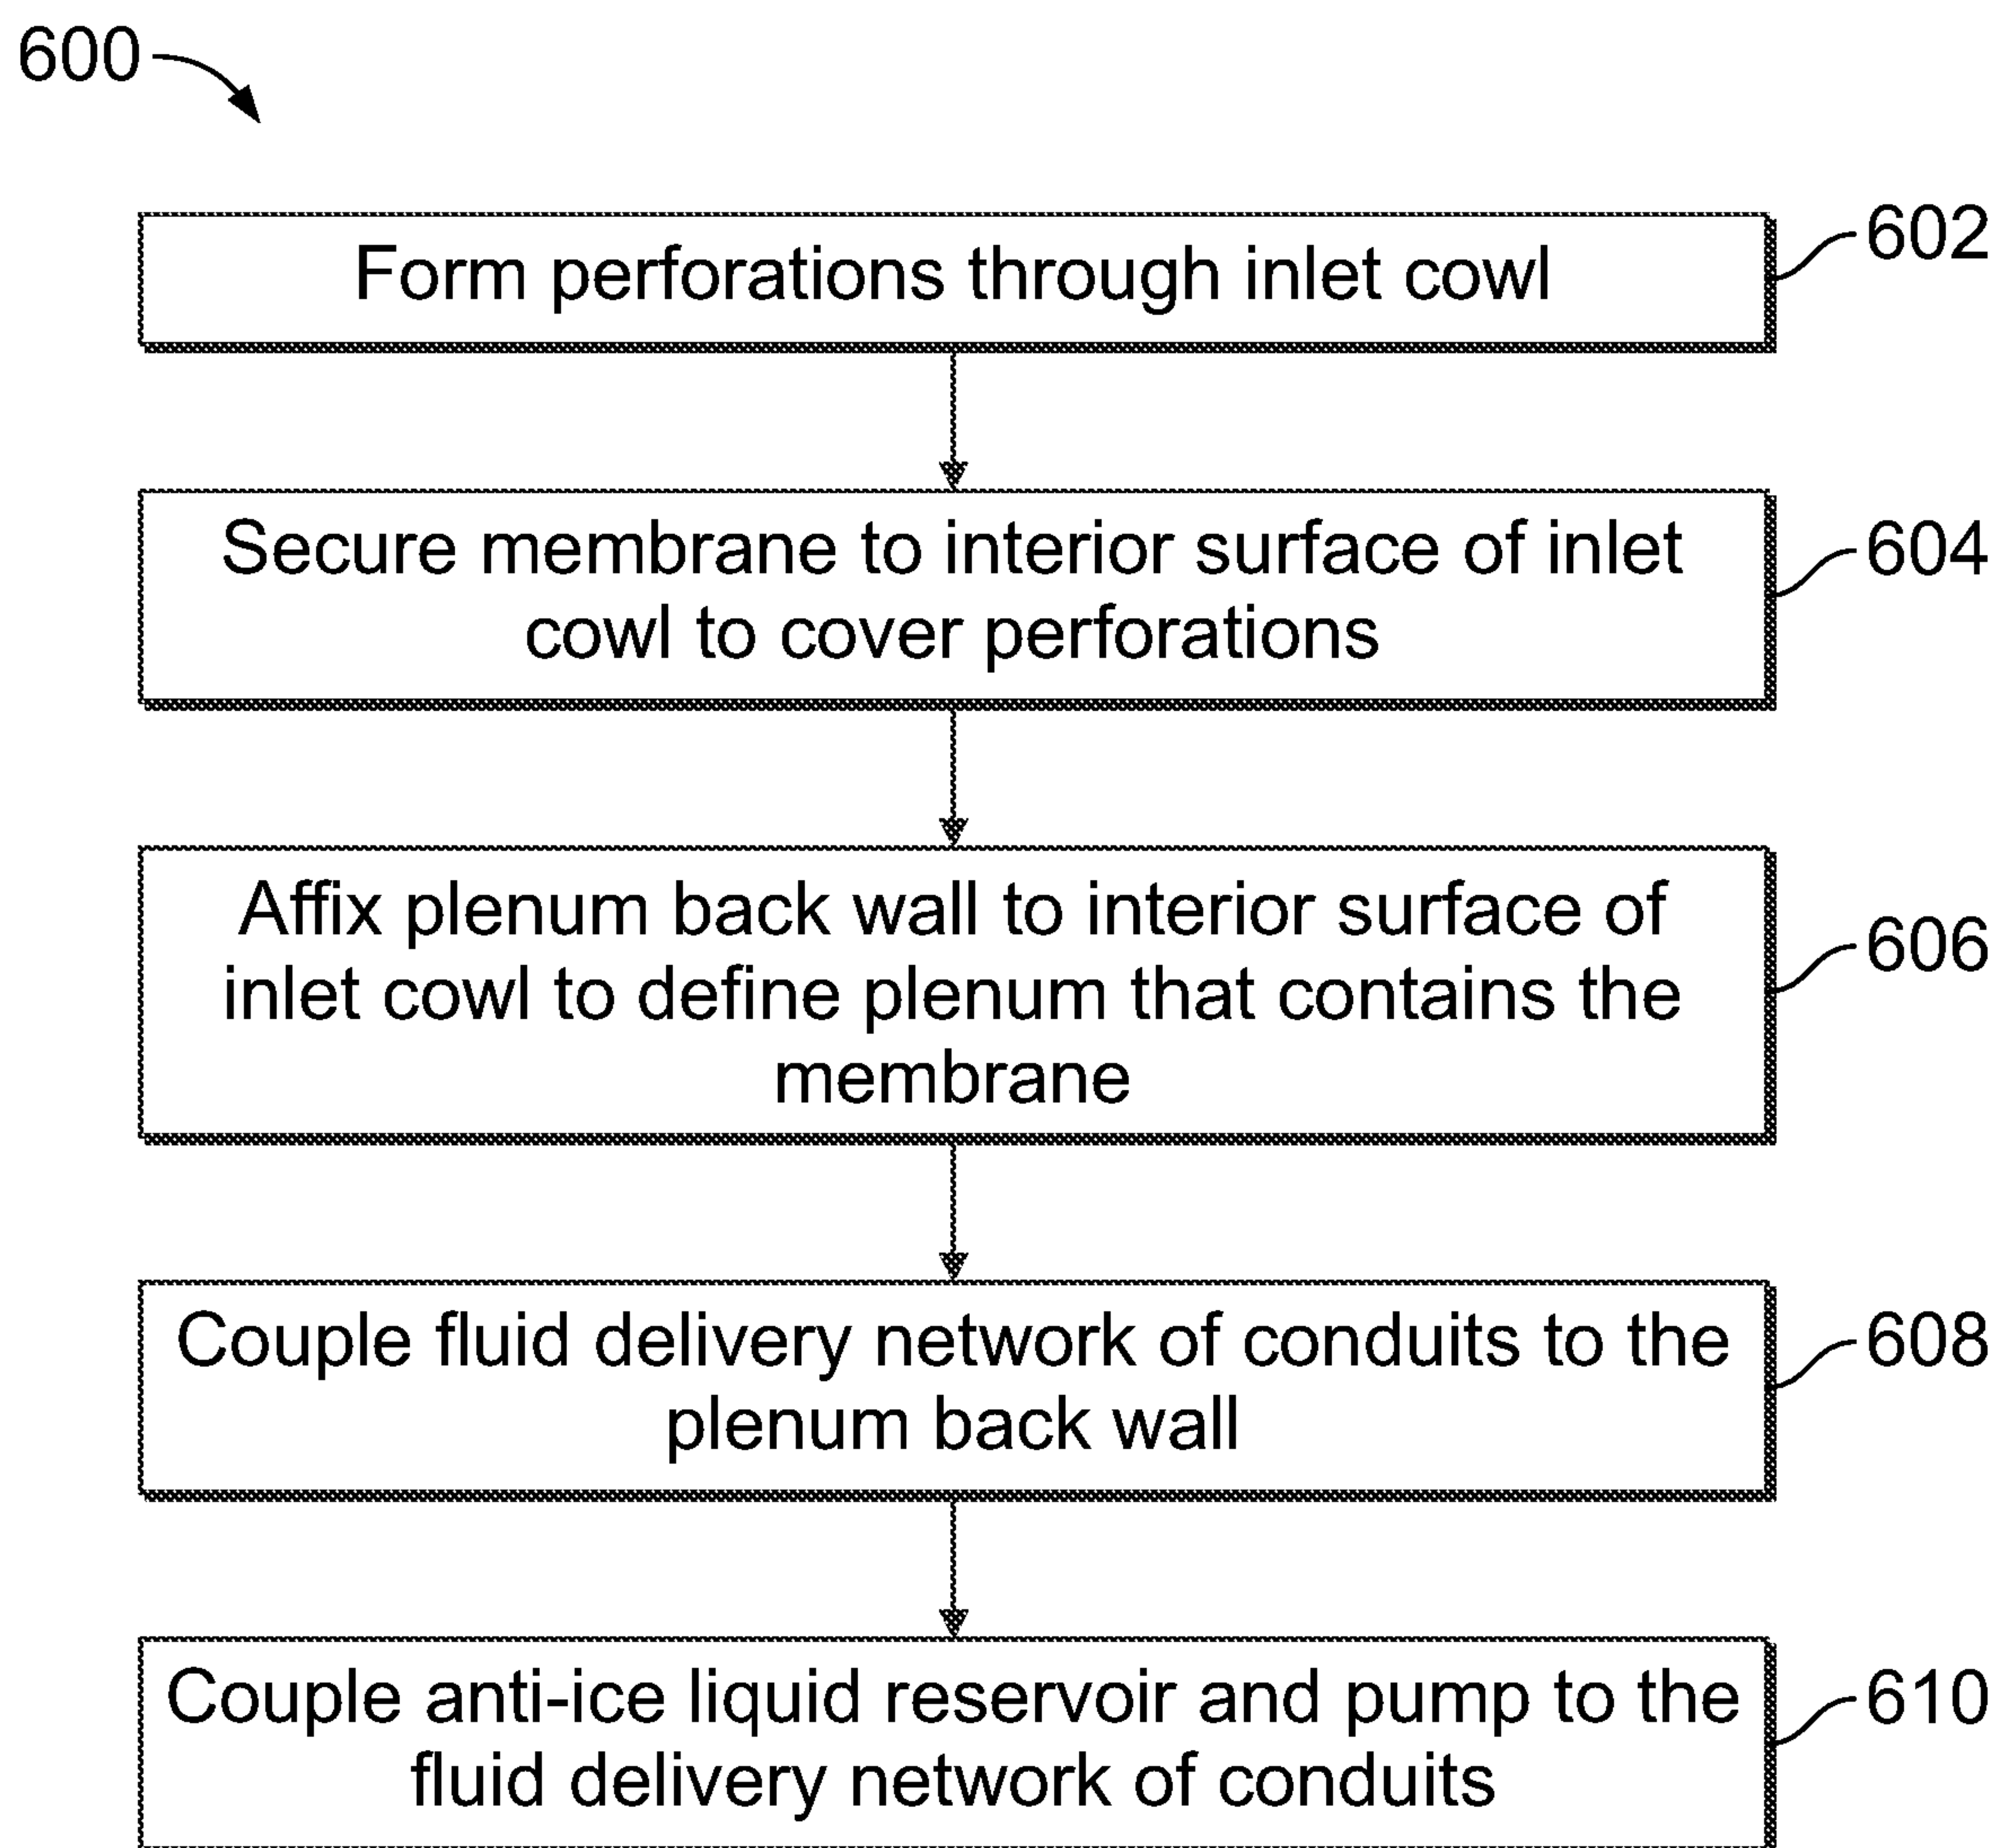 600
Form perforations through inlet cowl
602
Secure membrane to interior surface of inlet
cowl to cover perforations
604
Affix plenum back wall to interior surface of
inlet cowl to define plenum that contains the
membrane
606
Couple fluid delivery network of conduits to the
plenum back wall
608
Couple anti-ice liquid reservoir and pump to the
fluid delivery network of conduits
610